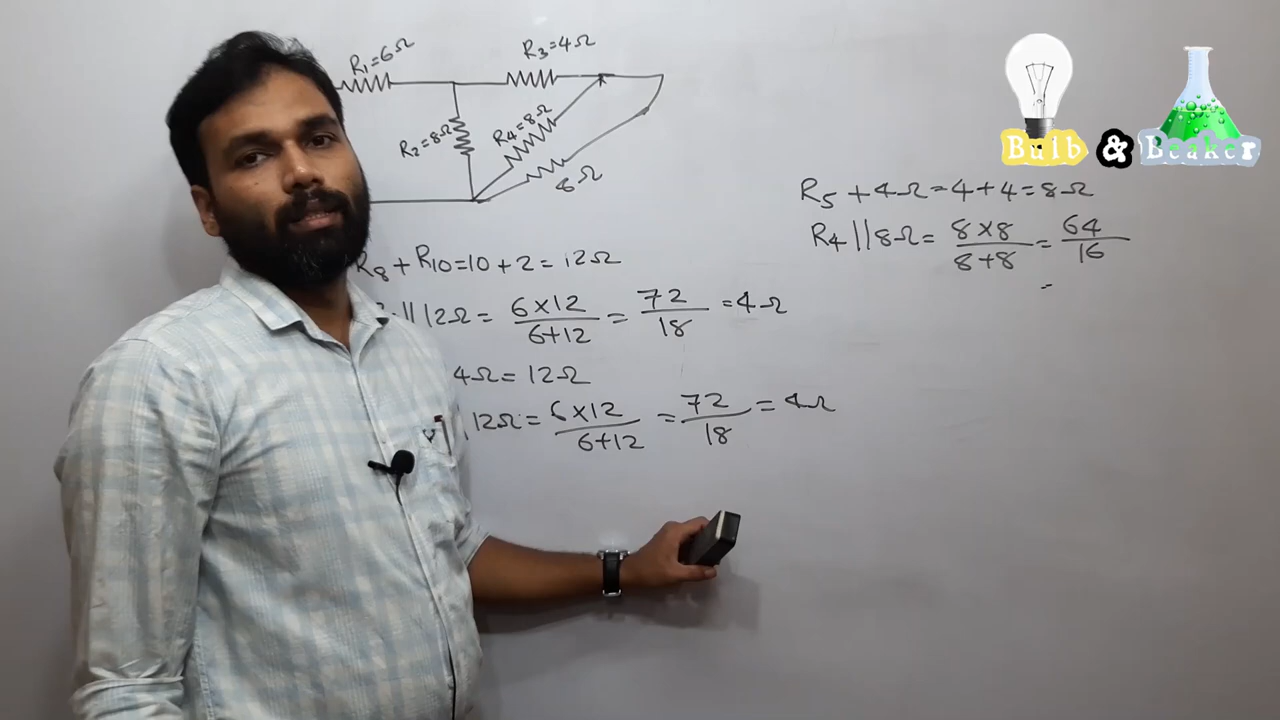 R1=6Ω
R3=4Ω
R2=8Ω
R4=8Ω
8Ω
Bulb & Beaker
R5 + 4Ω = 4 + 4 = 8Ω
R4 || 8Ω = 8×8/8+8 = 64/16
=
R8 + R10 = 10 + 2 = 12Ω
|| 12Ω = 6×12/6+12 = 72/18 = 4Ω
4Ω = 12Ω
12Ω = 6×12/6+12 = 72/18 = 4Ω